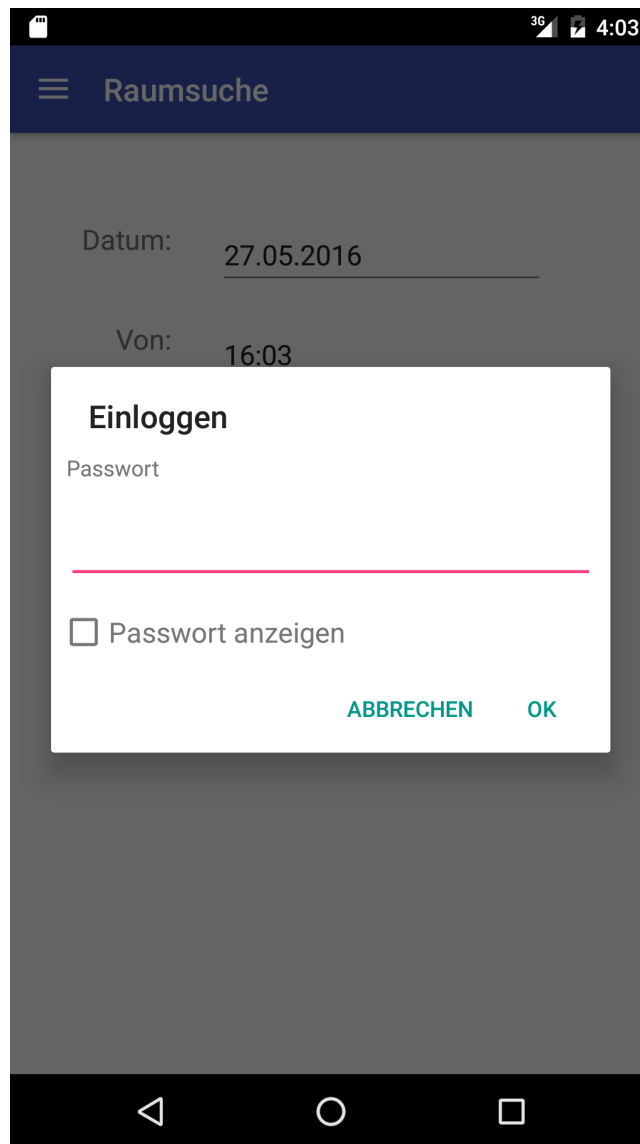 3G 4:03
Raumsuche
Datum: 27.05.2016
Von: 16:03
Einloggen
Passwort
Passwort anzeigen
ABBRECHEN OK